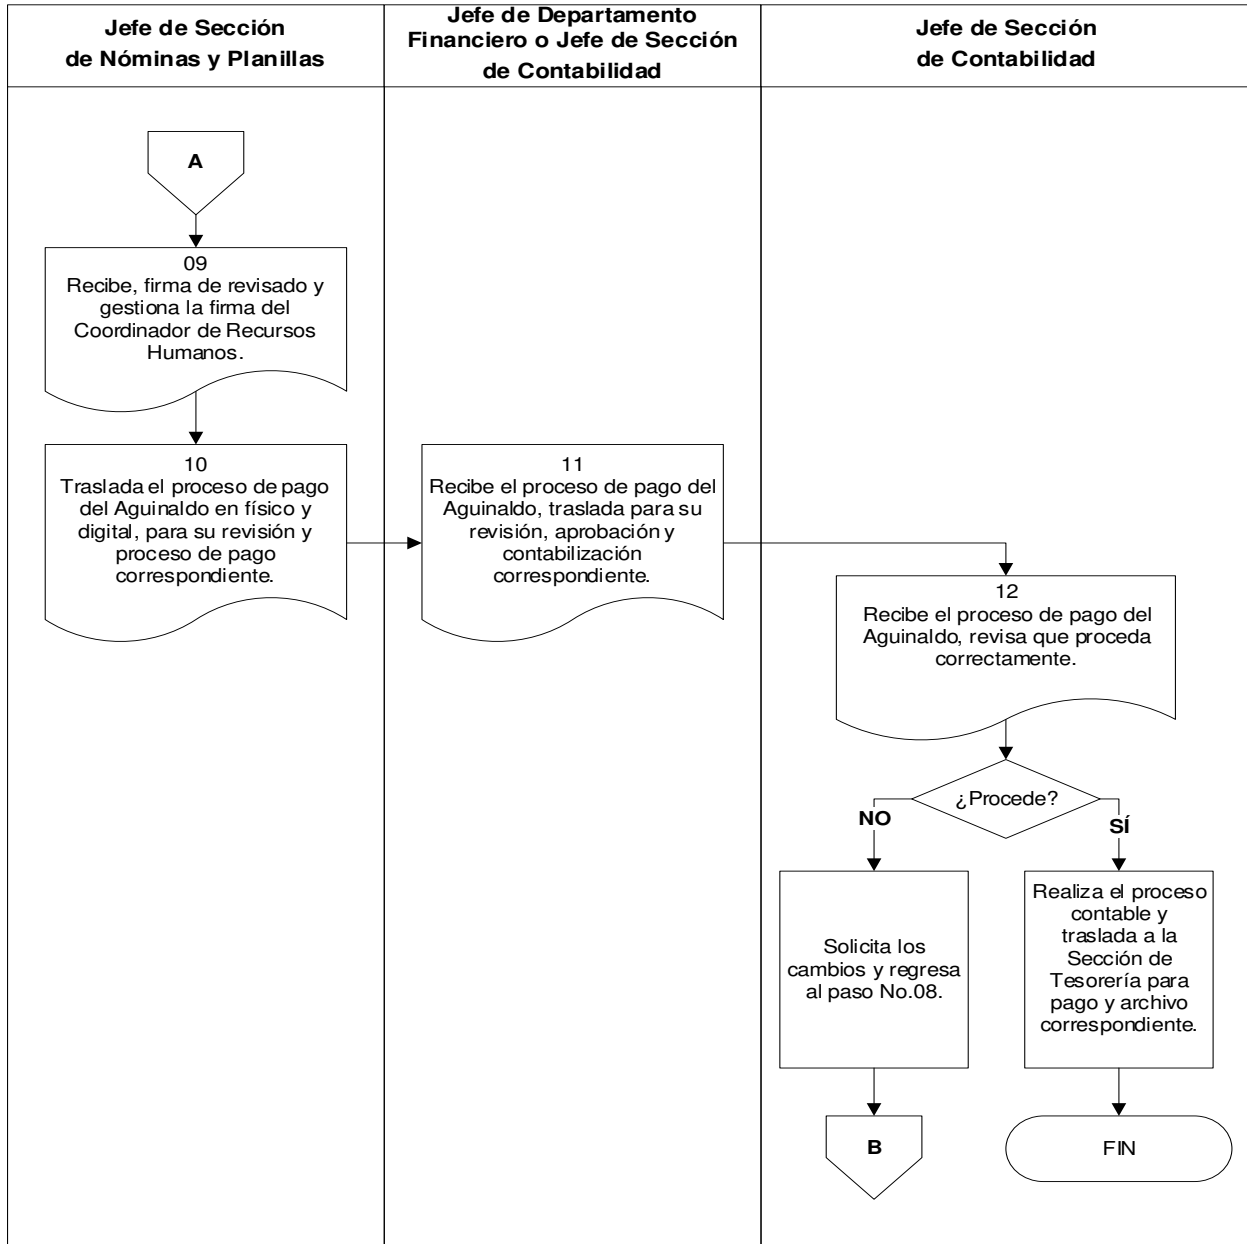 Jefe de Sección
de Nóminas y Planillas
Jefe de Departamento
Financiero o Jefe de Sección
de Contabilidad
Jefe de Sección
de Contabilidad
A
09
Recibe, firma de revisado y
gestiona la firma del
Coordinador de Recursos
Humanos.
10
Traslada el proceso de pago
del Aguinaldo en físico y
digital, para su revisión y
proceso de pago
correspondiente.
11
Recibe el proceso de pago del
Aguinaldo, traslada para su
revisión, aprobación y
contabilización
correspondiente.
12
Recibe el proceso de pago del
Aguinaldo, revisa que proceda
correctamente.
¿Procede?
NO
SÍ
Solicita los
cambios y regresa
al paso No.08.
Realiza el proceso
contable y
traslada a la
Sección de
Tesorería para
pago y archivo
correspondiente.
B
FIN